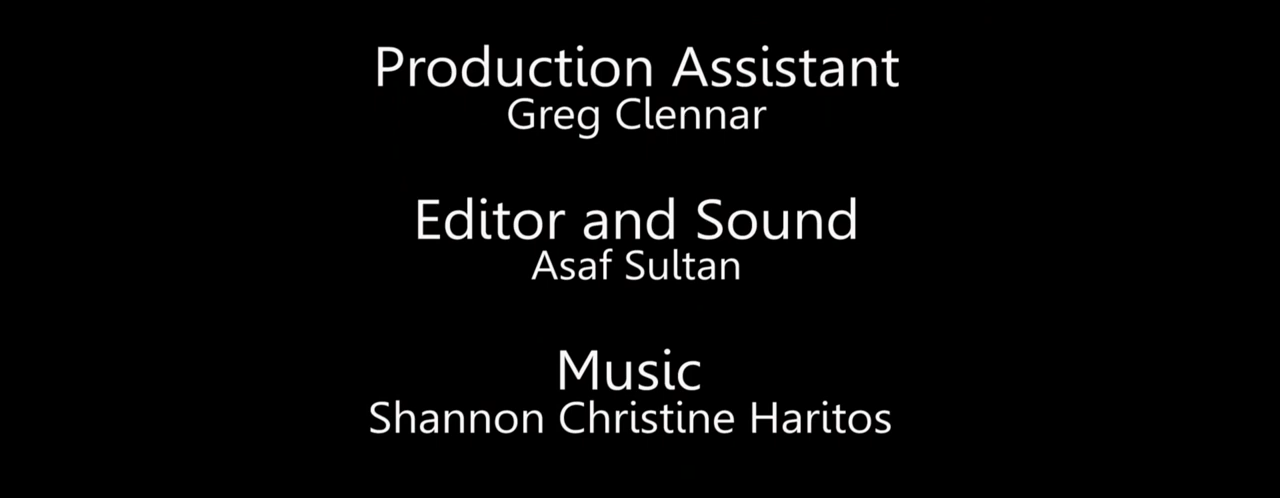 Production Assistant
Greg Clennar
Editor and Sound
Asaf Sultan
Music
Shannon Christine Haritos